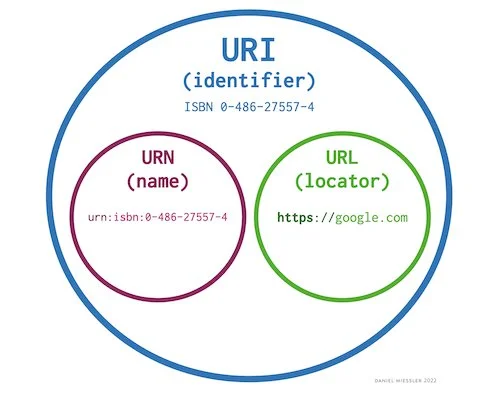 URI
(identifier)
ISBN 0-486-27557-4
URN
(name)
urn:isbn:0-486-27557-4
URL
(locator)
https://google.com
DANIEL MIESSLER 2022